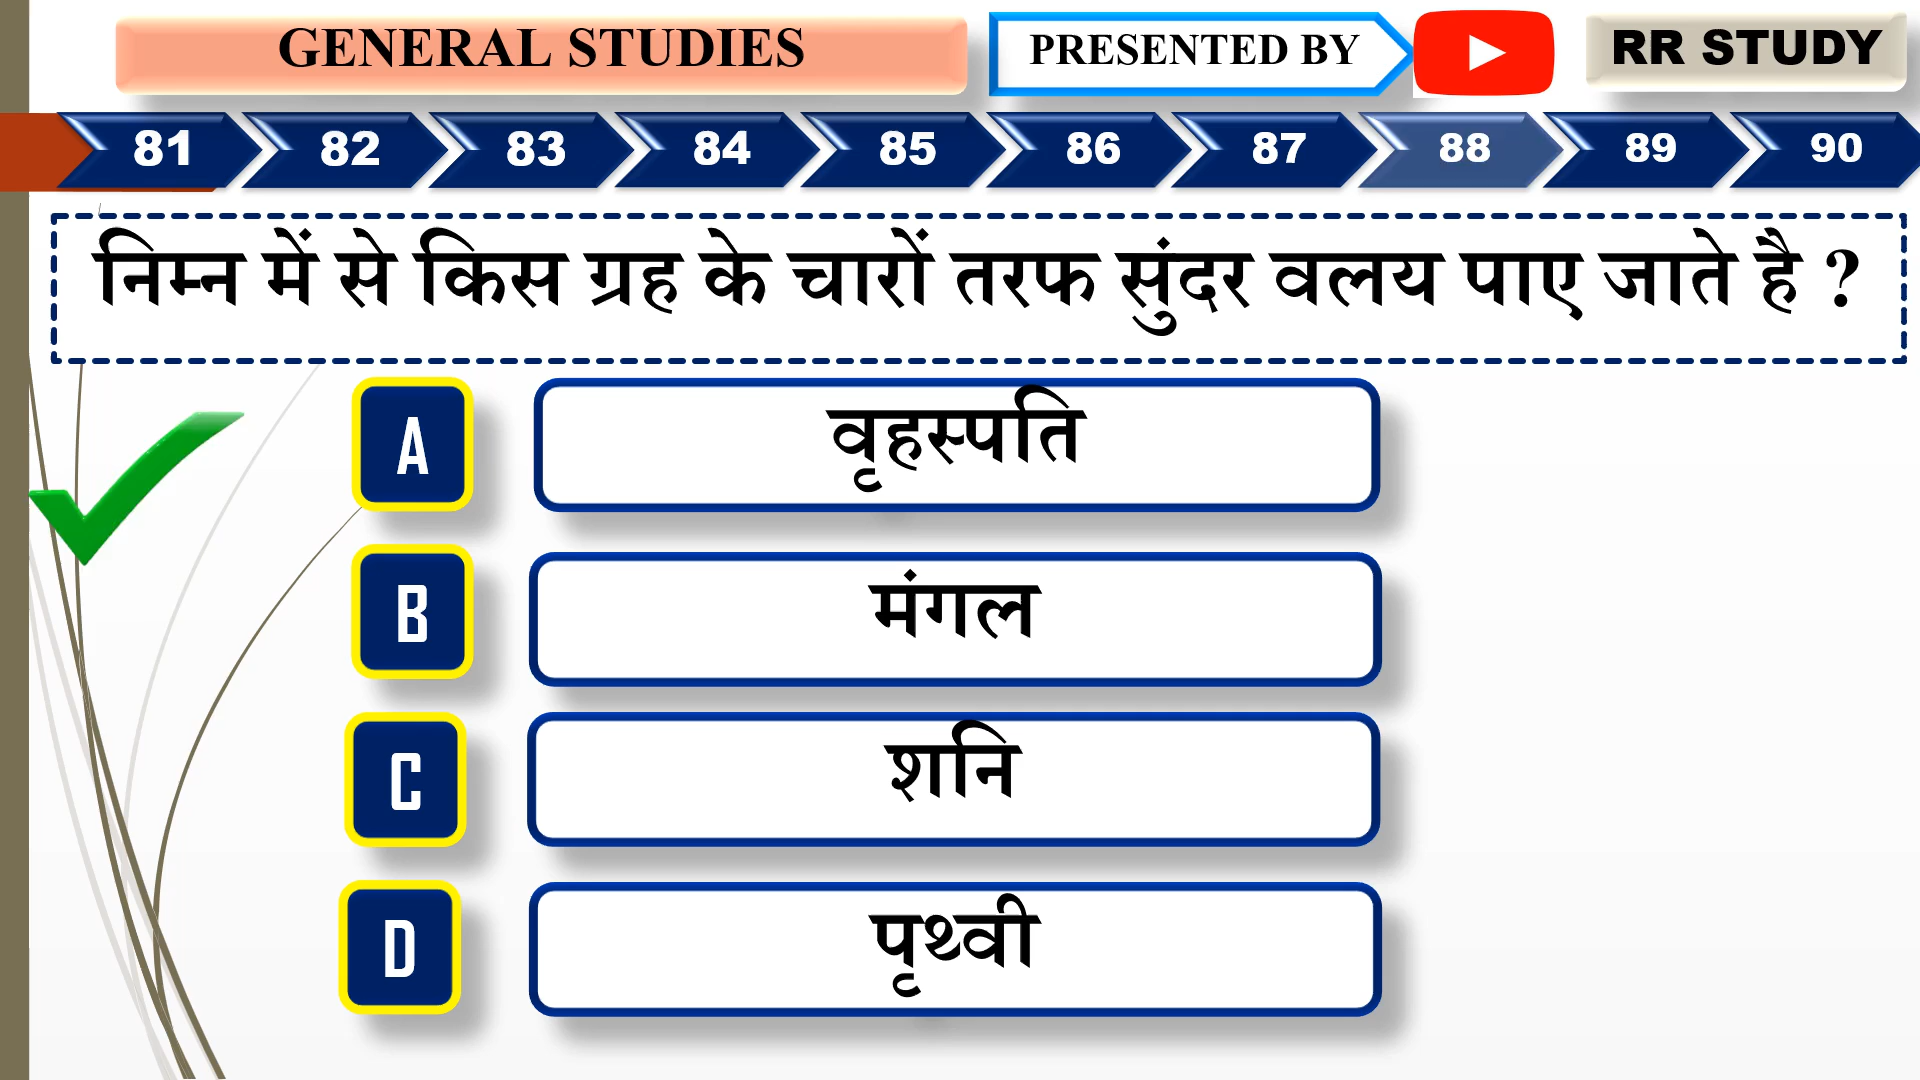 GENERAL STUDIES
PRESENTED BY
RR STUDY
81 82 83 84 85 86 87 88 89 90
निम्न में से किस ग्रह के चारों तरफ सुंदर वलय पाए जाते है ?
A वृहस्पति
B मंगल
C शनि
D पृथ्वी